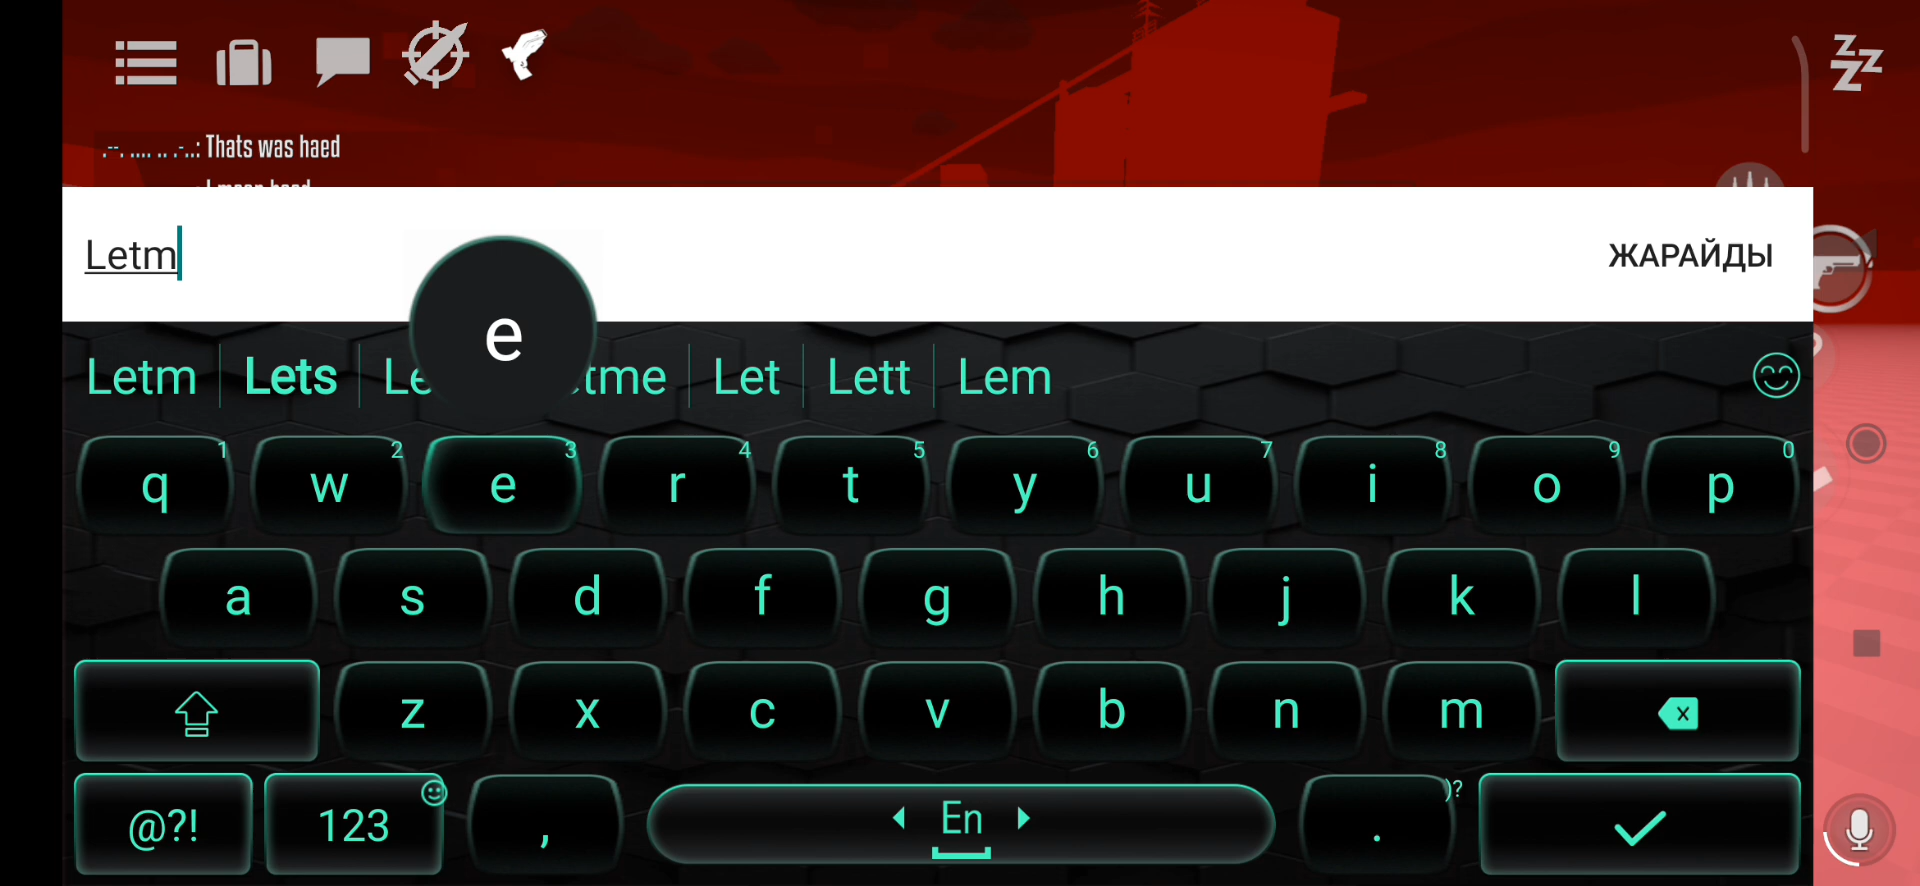 .--. .... .. .-..: Thats was haed
Letm
ЖАРАЙДЫ
e
Letm Lets Let Lett Lem
q 1 w 2 e 3 r 4 t 5 y 6 u 7 i 8 o 9 p 0
a s d f g h j k l
z x c v b n m x
@?! 123 , En . )?